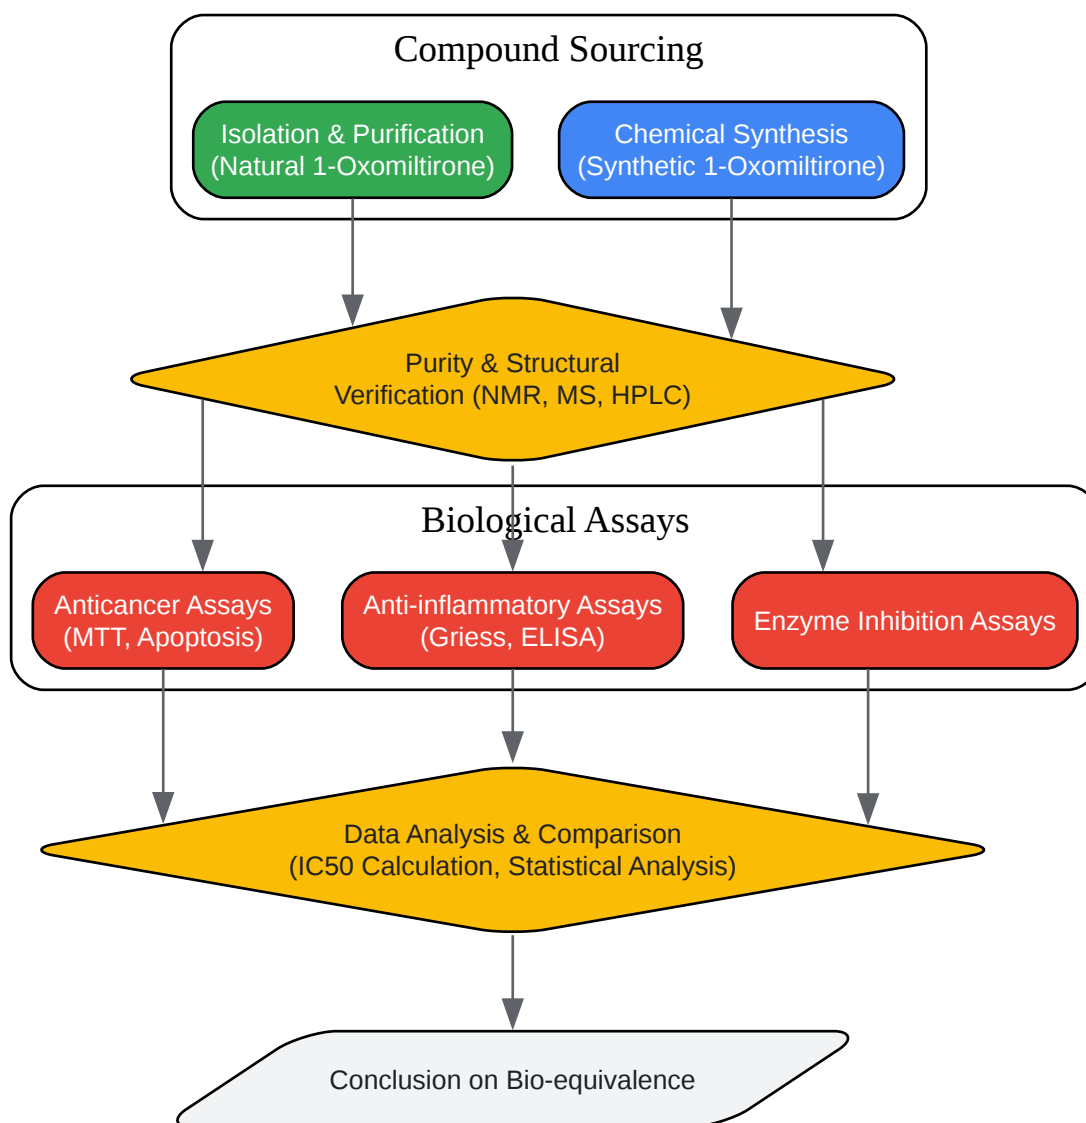 Compound Sourcing
Isolation & Purification
(Natural 1-Oxomiltirone)
Chemical Synthesis
(Synthetic 1-Oxomiltirone)
Purity & Structural
Verification (NMR, MS, HPLC)
Biological Assays
Anticancer Assays
(MTT, Apoptosis)
Anti-inflammatory Assays
(Griess, ELISA)
Enzyme Inhibition Assays
Data Analysis & Comparison
(IC50 Calculation, Statistical Analysis)
Conclusion on Bio-equivalence